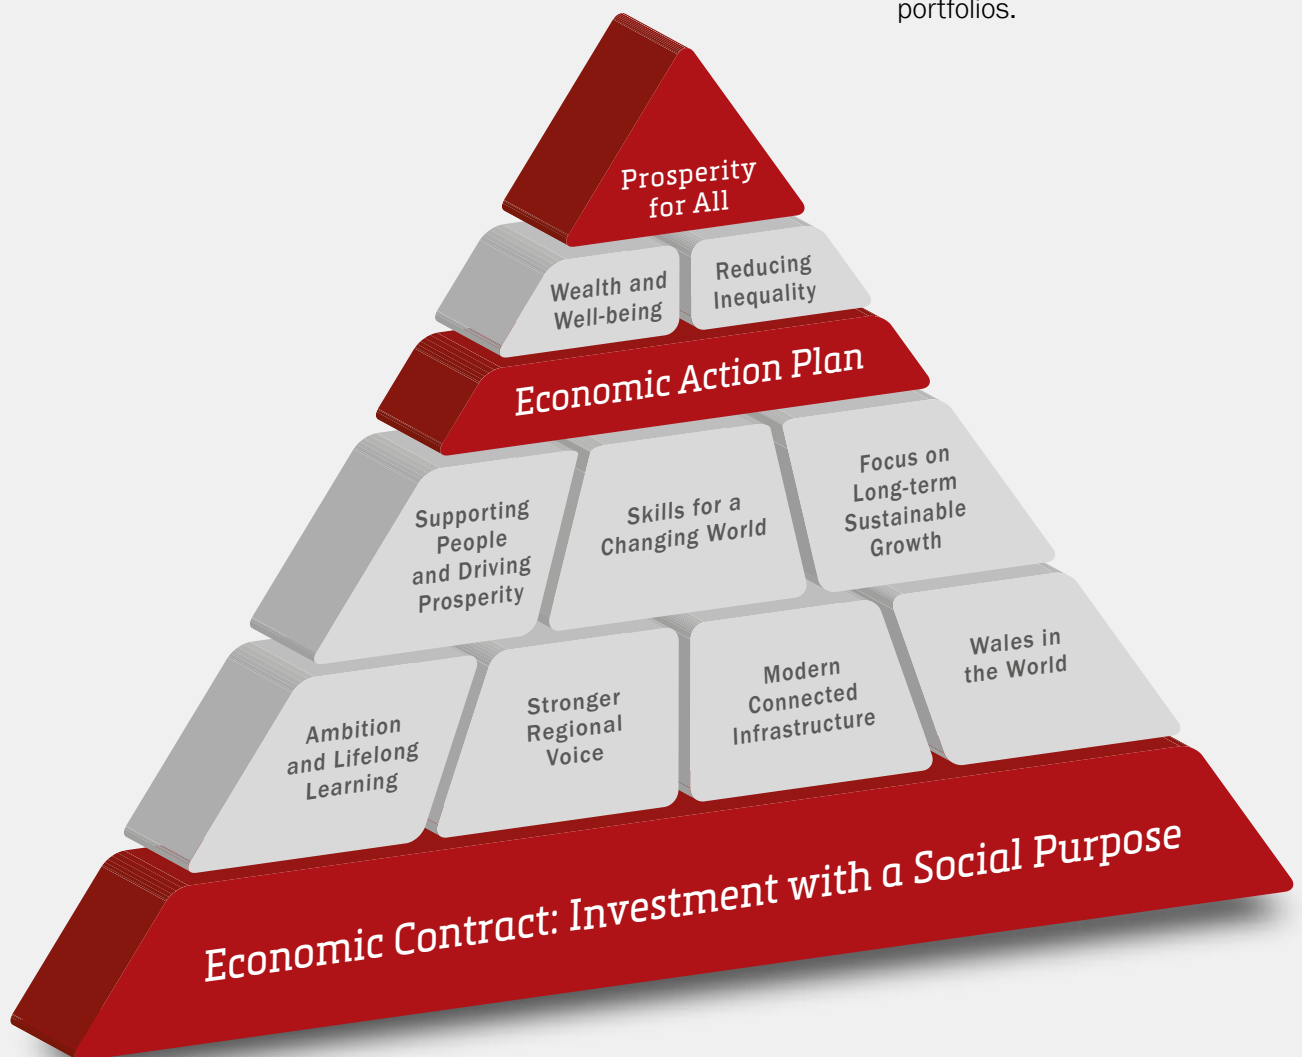 portfolios.
Prosperity
for All
Wealth and
Well-being
Reducing
Inequality
Economic Action Plan
Supporting
People
and Driving
Prosperity
Skills for a
Changing World
Focus on
Long-term
Sustainable
Growth
Ambition
and Lifelong
Learning
Stronger
Regional
Voice
Modern
Connected
Infrastructure
Wales in
the World
Economic Contract: Investment with a Social Purpose